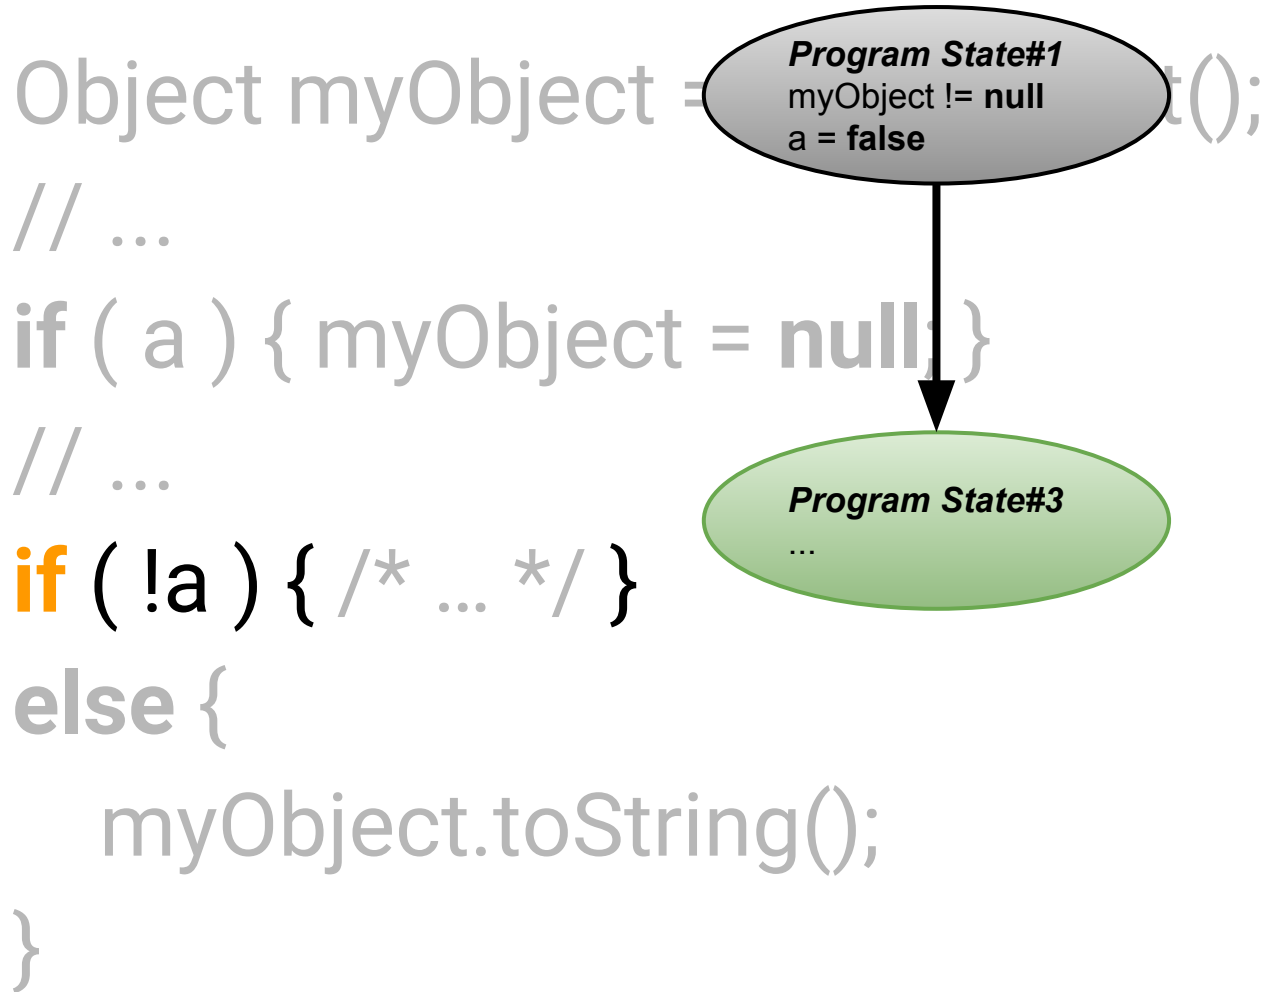 Object myObject = t();
Program State#1
myObject != null
a = false
// ...
if ( a ) { myObject = null; }
// ...
Program State#3
...
if ( !a ) { /* … */ }
else {
myObject.toString();
}